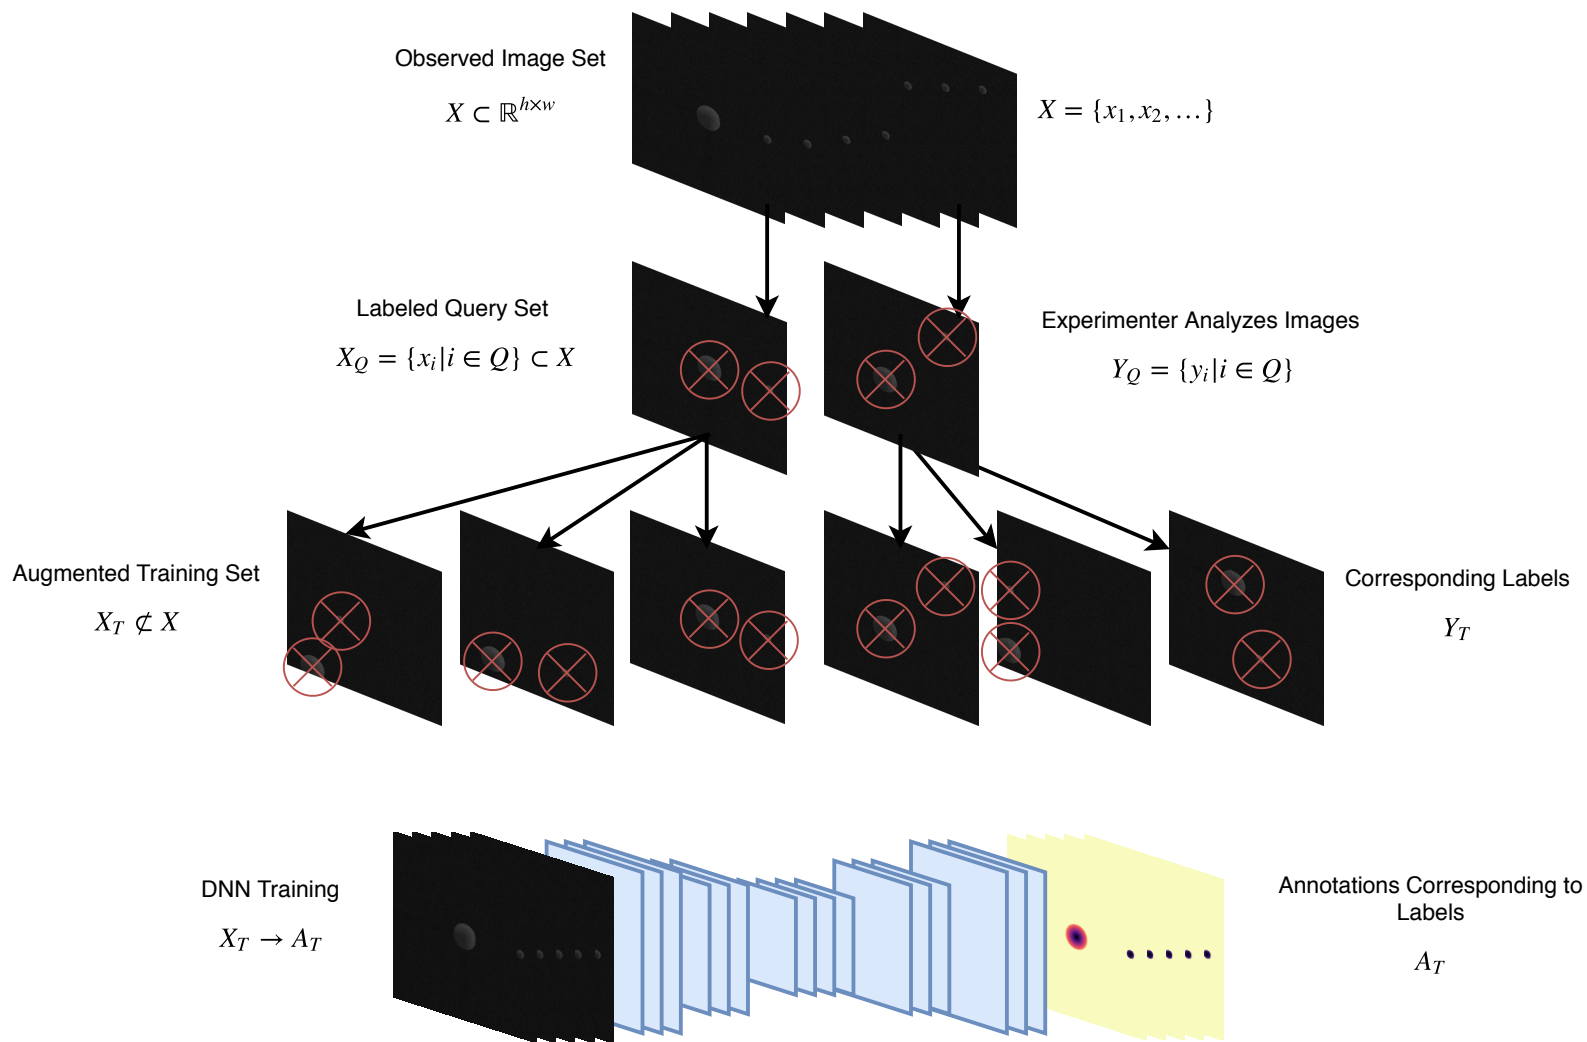 Observed Image Set
X ⊂ ℝ^{h×w}
X = {x₁, x₂, …}
Labeled Query Set
X_Q = {x_i|i ∈ Q} ⊂ X
Experimenter Analyzes Images
Y_Q = {y_i|i ∈ Q}
Augmented Training Set
X_T ⊄ X
Corresponding Labels
Y_T
DNN Training
X_T → A_T
Annotations Corresponding to
Labels
A_T